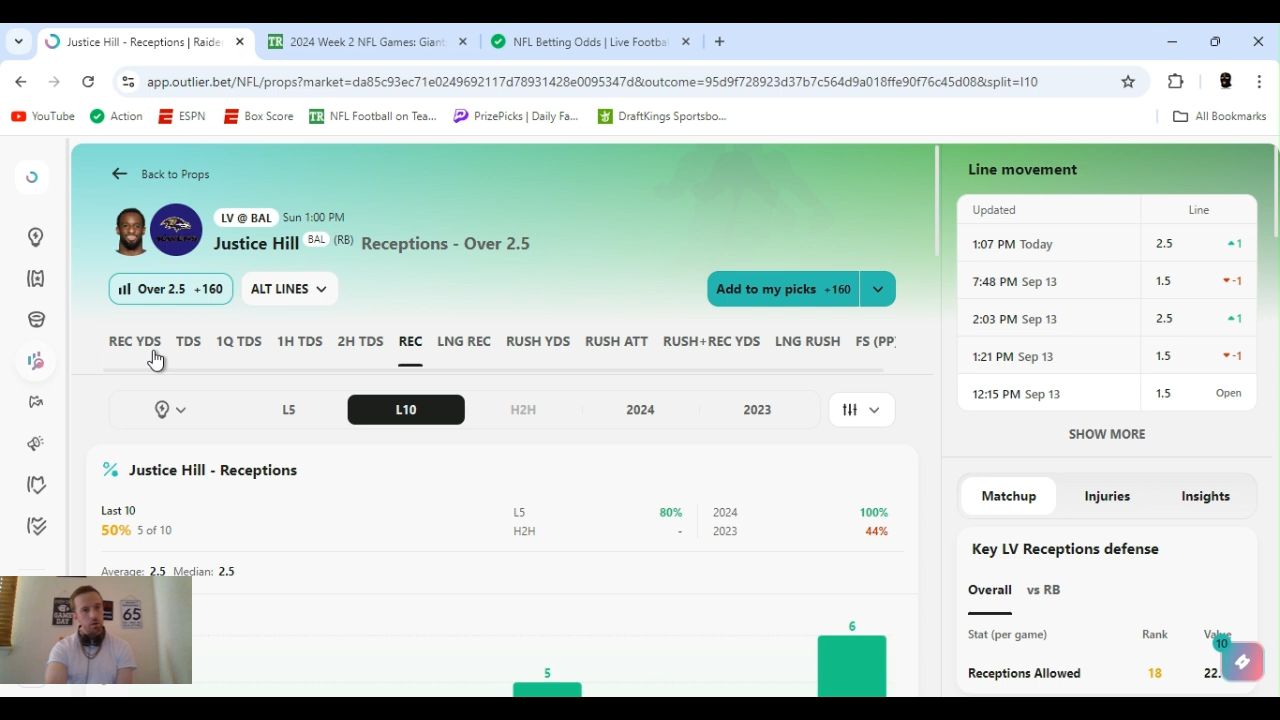 Justice Hill - Receptions | Raide
2024 Week 2 NFL Games: Giant
NFL Betting Odds | Live Footba
app.outlier.bet/NFL/props?market=da85c93ec71e0249692117d78931428e0095347d&outcome=95d9f728923d37b7c564d9a018ffe90f76c45d08&split=l10
YouTube Action ESPN Box Score NFL Football on Tea... PrizePicks | Daily Fa... DraftKings Sportsbo... All Bookmarks
Back to Props
LV @ BAL Sun 1:00 PM
Justice Hill BAL (RB) Receptions - Over 2.5
Over 2.5 +160 ALT LINES Add to my picks +160
REC YDS TDS 1Q TDS 1H TDS 2H TDS REC LNG REC RUSH YDS RUSH ATT RUSH+REC YDS LNG RUSH FS (PP)
L5 L10 H2H 2024 2023
Justice Hill - Receptions
Last 10
50% 5 of 10
L5 80% 2024 100%
H2H - 2023 44%
Average: 2.5 Median: 2.5
6
5
Line movement
Updated Line
1:07 PM Today 2.5 1
7:48 PM Sep 13 1.5 -1
2:03 PM Sep 13 2.5 1
1:21 PM Sep 13 1.5 -1
12:15 PM Sep 13 1.5 Open
SHOW MORE
Matchup Injuries Insights
Key LV Receptions defense
Overall vs RB
Stat (per game) Rank Value
10
Receptions Allowed 18 22.
GAME
DAY
65